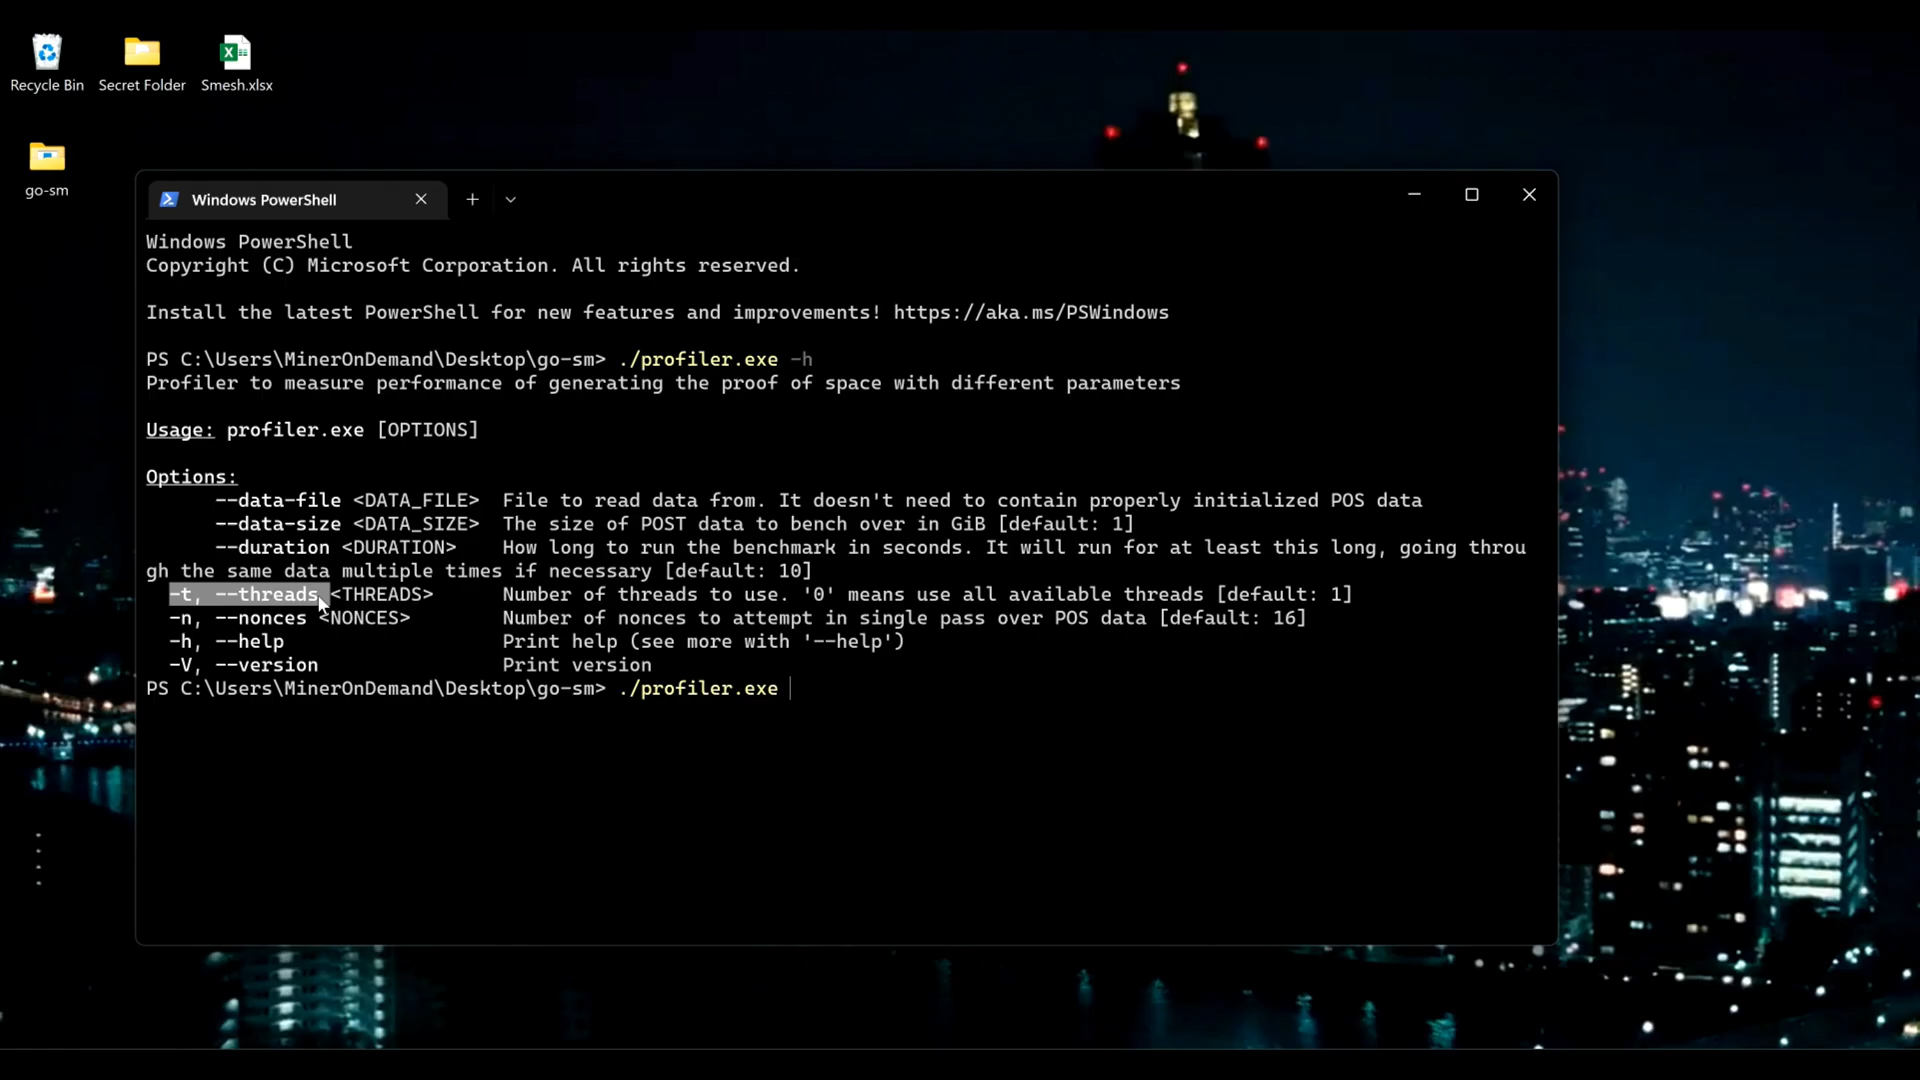 Recycle Bin
Secret Folder
Smesh.xlsx
go-sm
Windows PowerShell
Windows PowerShell
Copyright (C) Microsoft Corporation. All rights reserved.
Install the latest PowerShell for new features and improvements! https://aka.ms/PSWindows
PS C:\Users\MinerOnDemand\Desktop\go-sm> ./profiler.exe -h
Profiler to measure performance of generating the proof of space with different parameters
Usage: profiler.exe [OPTIONS]
Options:
--data-file <DATA_FILE> File to read data from. It doesn't need to contain properly initialized POS data
--data-size <DATA_SIZE> The size of POST data to bench over in GiB [default: 1]
--duration <DURATION> How long to run the benchmark in seconds. It will run for at least this long, going throu
gh the same data multiple times if necessary [default: 10]
-t, --threads <THREADS> Number of threads to use. '0' means use all available threads [default: 1]
-n, --nonces <NONCES> Number of nonces to attempt in single pass over POS data [default: 16]
-h, --help Print help (see more with '--help')
-V, --version Print version
PS C:\Users\MinerOnDemand\Desktop\go-sm> ./profiler.exe